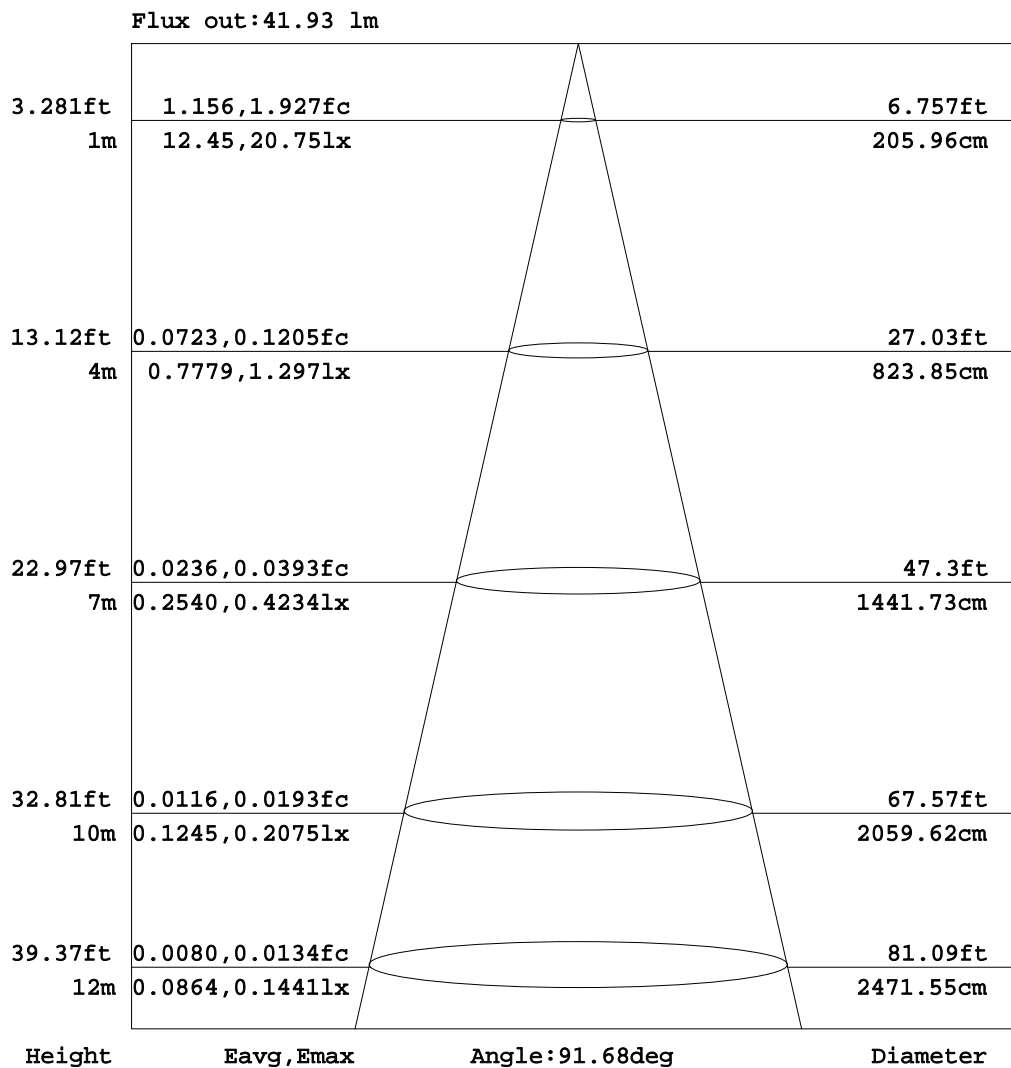 Flux out:41.93 lm
3.281ft 1.156,1.927fc 6.757ft
1m 12.45,20.75lx 205.96cm
13.12ft 0.0723,0.1205fc 27.03ft
4m 0.7779,1.297lx 823.85cm
22.97ft 0.0236,0.0393fc 47.3ft
7m 0.2540,0.4234lx 1441.73cm
32.81ft 0.0116,0.0193fc 67.57ft
10m 0.1245,0.2075lx 2059.62cm
39.37ft 0.0080,0.0134fc 81.09ft
12m 0.0864,0.1441lx 2471.55cm
Height Eavg,Emax Angle:91.68deg Diameter